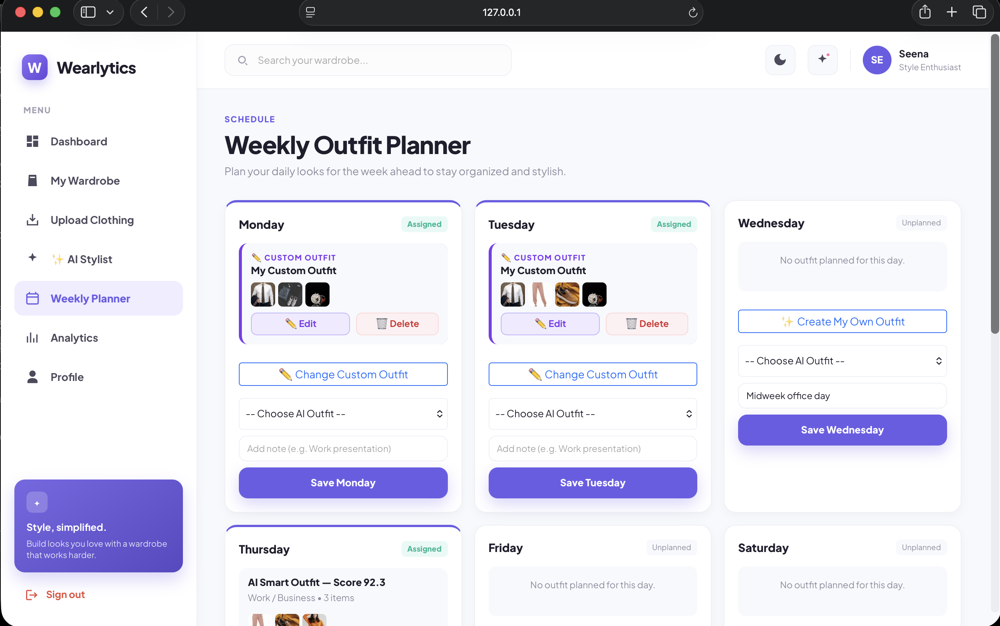 127.0.0.1
W Wearlytics
MENU
Dashboard
My Wardrobe
Upload Clothing
✨ AI Stylist
Weekly Planner
Analytics
Profile
Style, simplified.
Build looks you love with a wardrobe
that works harder.
Sign out
Search your wardrobe...
SE
Seena
Style Enthusiast
SCHEDULE
Weekly Outfit Planner
Plan your daily looks for the week ahead to stay organized and stylish.
Monday
Assigned
✏️ CUSTOM OUTFIT
My Custom Outfit
✏️ Edit
🗑️ Delete
✏️ Change Custom Outfit
-- Choose AI Outfit --
Add note (e.g. Work presentation)
Save Monday
Tuesday
Assigned
✏️ CUSTOM OUTFIT
My Custom Outfit
✏️ Edit
🗑️ Delete
✏️ Change Custom Outfit
-- Choose AI Outfit --
Add note (e.g. Work presentation)
Save Tuesday
Wednesday
Unplanned
No outfit planned for this day.
✨ Create My Own Outfit
-- Choose AI Outfit --
Midweek office day
Save Wednesday
Thursday
Assigned
AI Smart Outfit — Score 92.3
Work / Business • 3 items
Friday
Unplanned
No outfit planned for this day.
Saturday
Unplanned
No outfit planned for this day.